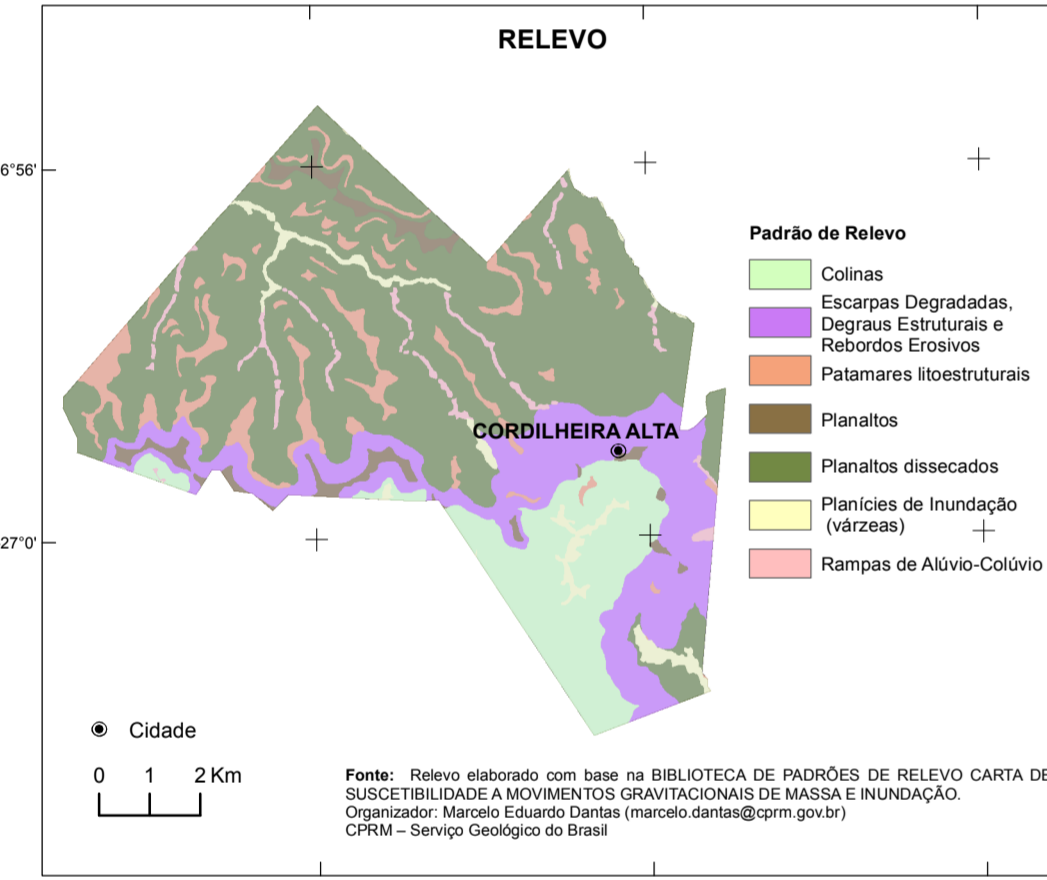 RELEVO
6°56'
Padrão de Relevo
Colinas
Escarpas Degradadas,
Degraus Estruturais e
Rebordos Erosivos
Patamares litoestruturais
CORDILHEIRA ALTA
Planaltos
Planaltos dissecados
Planícies de Inundação
(várzeas)
27°0'
Rampas de Alúvio-Colúvio
Cidade
0 1 2 Km
Fonte: Relevo elaborado com base na BIBLIOTECA DE PADRÕES DE RELEVO CARTA DE
SUSCETIBILIDADE A MOVIMENTOS GRAVITACIONAIS DE MASSA E INUNDAÇÃO.
Organizador: Marcelo Eduardo Dantas (marcelo.dantas@cprm.gov.br)
CPRM – Serviço Geológico do Brasil